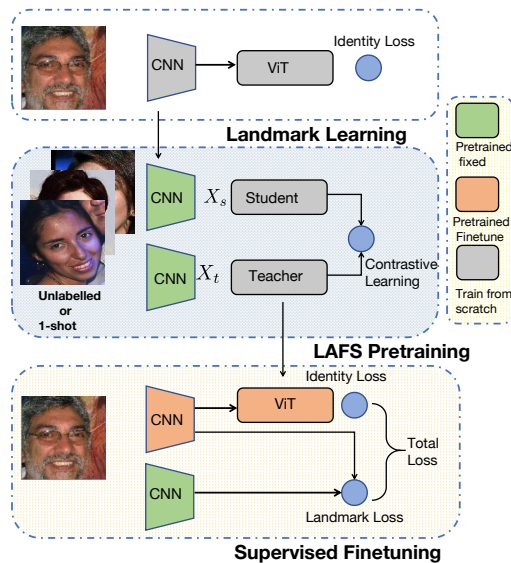 Identity Loss
CNN
ViT
Landmark Learning
Pretrained
fixed
Pretrained
Finetune
Train from
scratch
CNN
X_s
Student
CNN
X_t
Teacher
Contrastive
Learning
Unlabelled
or
1-shot
LAFS Pretraining
Identity Loss
CNN
ViT
Total
Loss
CNN
Landmark Loss
Supervised Finetuning